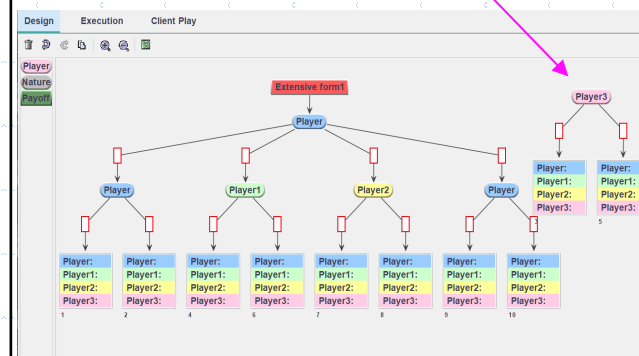 Design Execution Client Play
Player
Nature
Payoff
Extensive form1
Player
Player3
Player Player1 Player2 Player
Player: Player:
Player1: Player1:
Player2: Player2:
Player3: Player3:
5
Player: Player: Player: Player: Player: Player: Player: Player:
Player1: Player1: Player1: Player1: Player1: Player1: Player1: Player1:
Player2: Player2: Player2: Player2: Player2: Player2: Player2: Player2:
Player3: Player3: Player3: Player3: Player3: Player3: Player3: Player3:
1 2 4 6 7 8 9 10